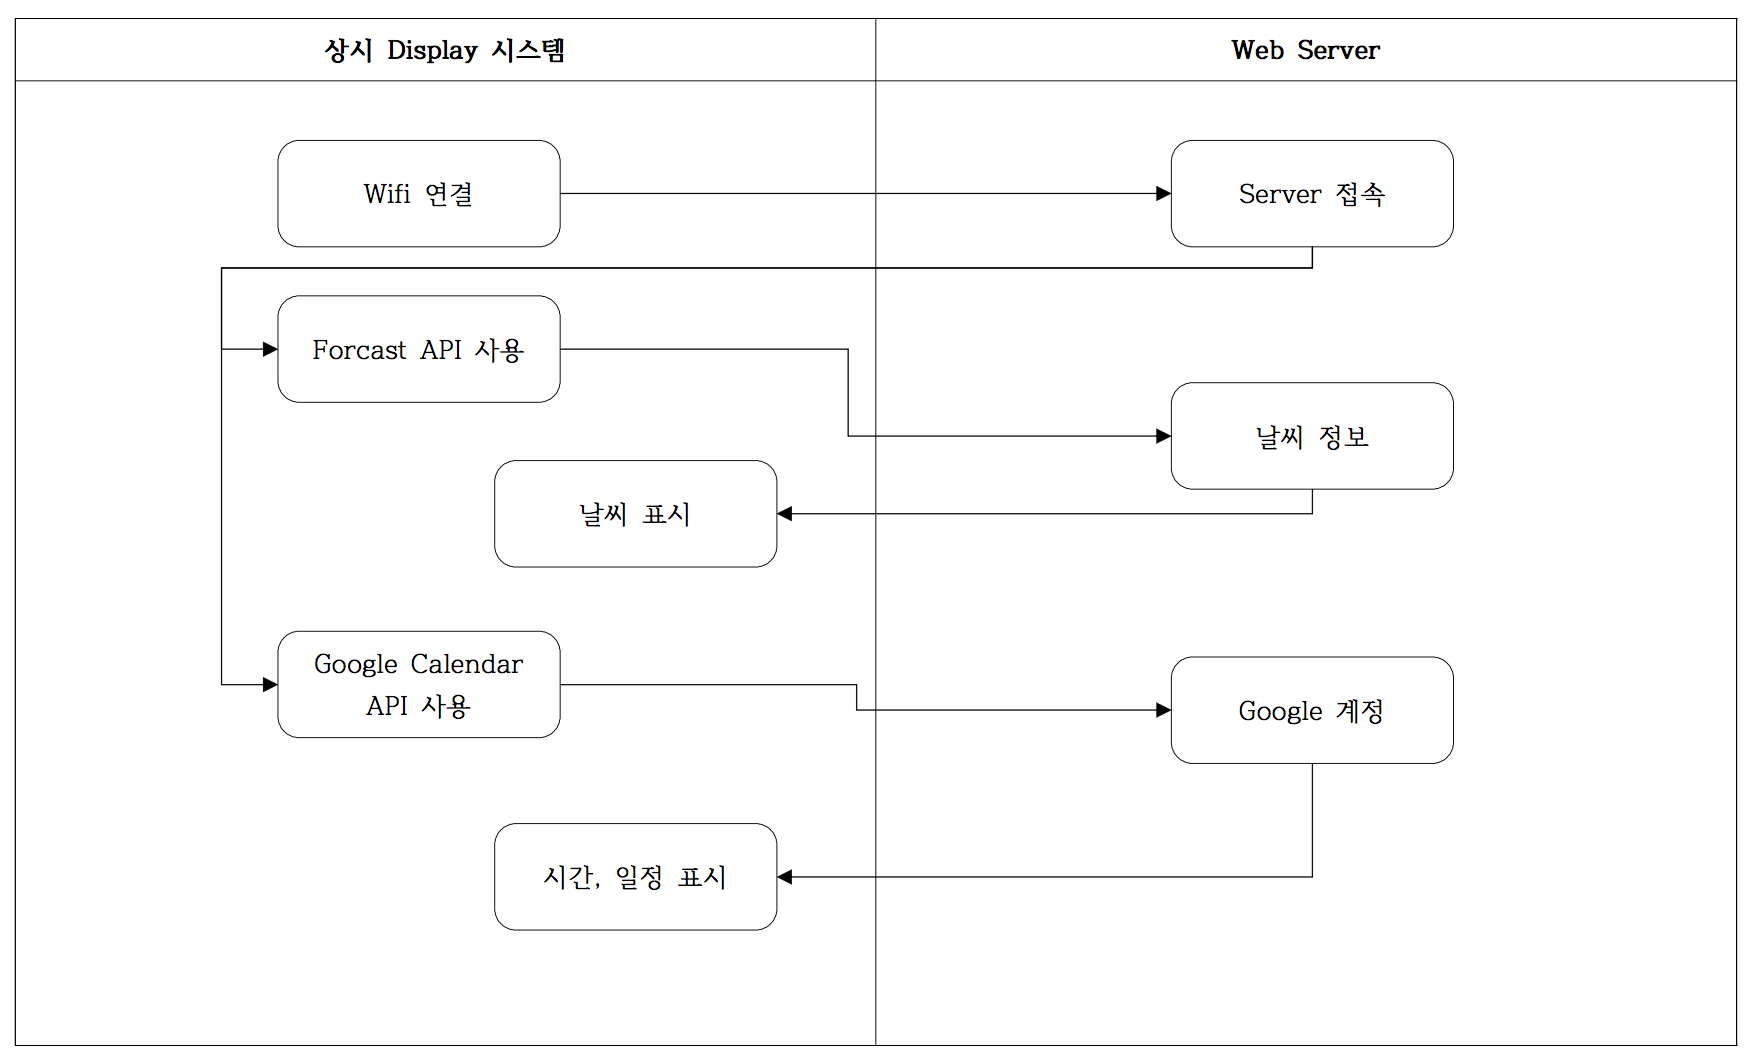 상시 Display 시스템
Web Server
Wifi 연결
Server 접속
Forcast API 사용
날씨 정보
날씨 표시
Google Calendar
API 사용
Google 계정
시간, 일정 표시